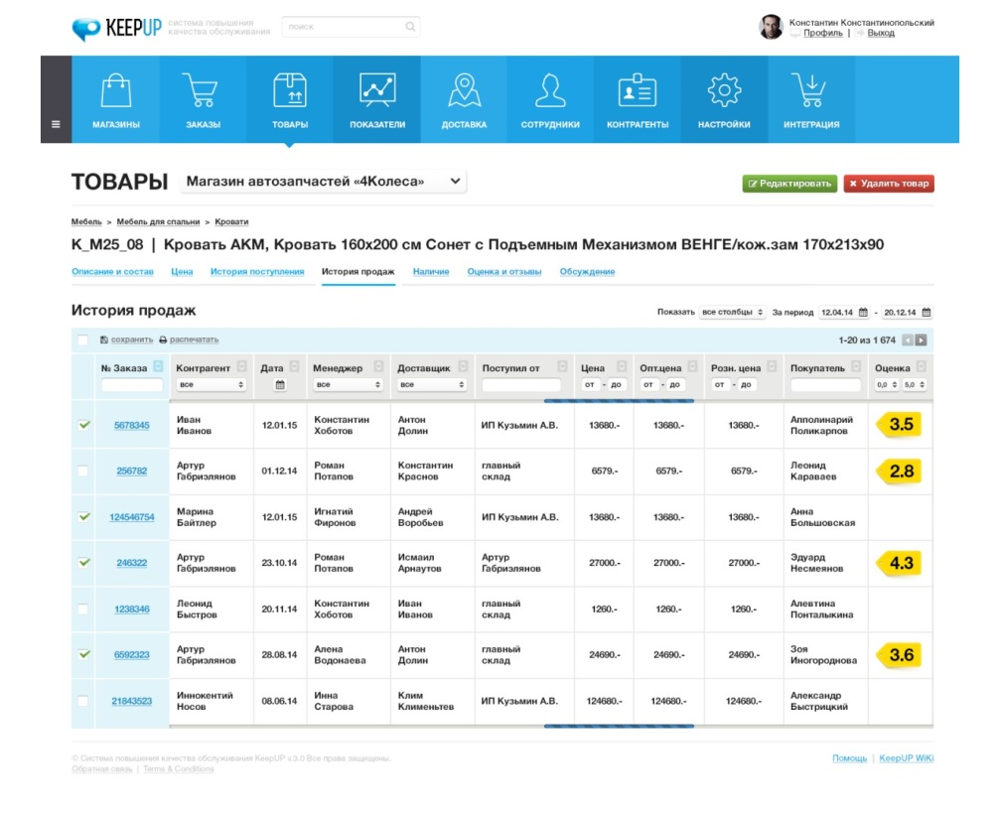 KEEPUP система повышения качества обслуживания
поиск
Константин Константинопольский
Профиль | Выход
МАГАЗИНЫ ЗАКАЗЫ ТОВАРЫ ПОКАЗАТЕЛИ ДОСТАВКА СОТРУДНИКИ КОНТРАГЕНТЫ НАСТРОЙКИ ИНТЕГРАЦИЯ
ТОВАРЫ Магазин автозапчастей «4Колеса» Редактировать × Удалить товар
Мебель > Мебель для спальни > Кровати
К_М25_08 | Кровать АКМ, Кровать 160х200 см Сонет с Подъемным Механизмом ВЕНГЕ/кож.зам 170х213х90
Описание и состав Цена История поступления История продаж Наличие Оценка и отзывы Обсуждение
История продаж Показать все столбцы За период 12.04.14 - 20.12.14
сохранить распечатать 1-20 из 1 674
№ Заказа Контрагент Дата Менеджер Доставщик Поступил от Цена Опт.цена Розн. цена Покупатель Оценка
все все все от - до от - до от - до 0,0 5,0
5678345 Иван Иванов 12.01.15 Константин Хоботов Антон Долин ИП Кузьмин А.В. 13680.- 13680.- 13680.- Апполинарий Поликарпов 3.5
256782 Артур Габриэлянов 01.12.14 Роман Потапов Константин Краснов главный склад 6579.- 6579.- 6579.- Леонид Караваев 2.8
124546754 Марина Байтлер 12.01.15 Игнатий Фиронов Андрей Воробьев ИП Кузьмин А.В. 13680.- 13680.- 13680.- Анна Большовская
246322 Артур Габриэлянов 23.10.14 Роман Потапов Исмаил Арнаутов Артур Габриэлянов 27000.- 27000.- 27000.- Эдуард Несмеянов 4.3
1238346 Леонид Быстров 20.11.14 Константин Хоботов Иван Иванов главный склад 1260.- 1260.- 1260.- Алевтина Понталыкина
6592323 Артур Габриэлянов 28.08.14 Алена Водонаева Антон Долин главный склад 24690.- 24690.- 24690.- Зоя Иногороднова 3.6
21843523 Иннокентий Носов 08.06.14 Инна Старова Клим Клименьтев ИП Кузьмин А.В. 124680.- 124680.- 124680.- Александр Быстрицкий
© Система повышения качества обслуживания KeepUP v.3.0 Все права защищены.
Обратная связь | Terms & Conditions
Помощь | KeepUP WiKi